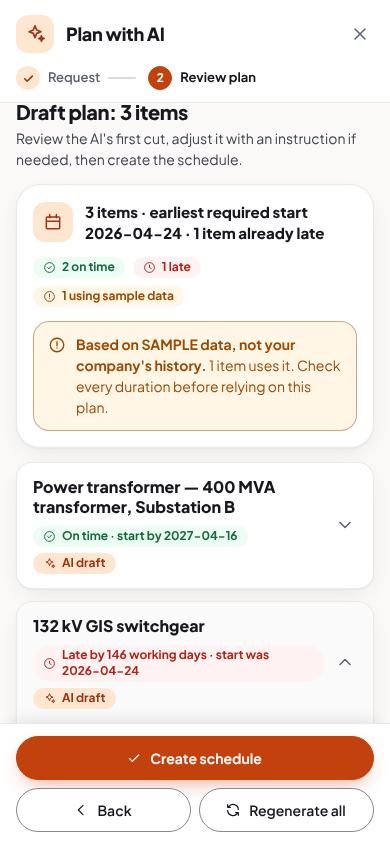 Plan with AI
Request
2 Review plan
Draft plan: 3 items
Review the AI's first cut, adjust it with an instruction if
needed, then create the schedule.
3 items · earliest required start
2026-04-24 · 1 item already late
2 on time
1 late
1 using sample data
Based on SAMPLE data, not your
company's history. 1 item uses it. Check
every duration before relying on this
plan.
Power transformer — 400 MVA
transformer, Substation B
On time · start by 2027-04-16
AI draft
132 kV GIS switchgear
Late by 146 working days · start was
2026-04-24
AI draft
Create schedule
Back
Regenerate all